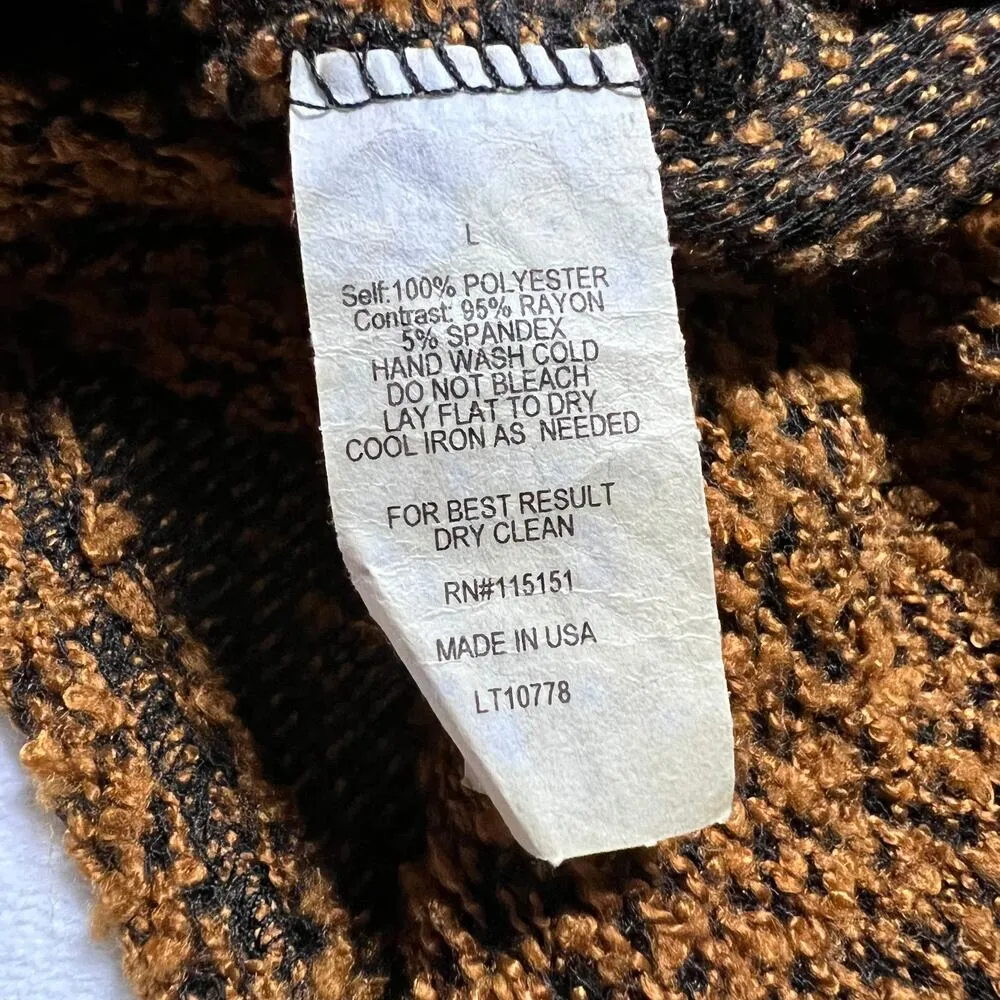 L
Self:100% POLYESTER
Contrast: 95% RAYON
5% SPANDEX
HAND WASH COLD
DO NOT BLEACH
LAY FLAT TO DRY
COOL IRON AS NEEDED
FOR BEST RESULT
DRY CLEAN
RN#115151
MADE IN USA
LT10778